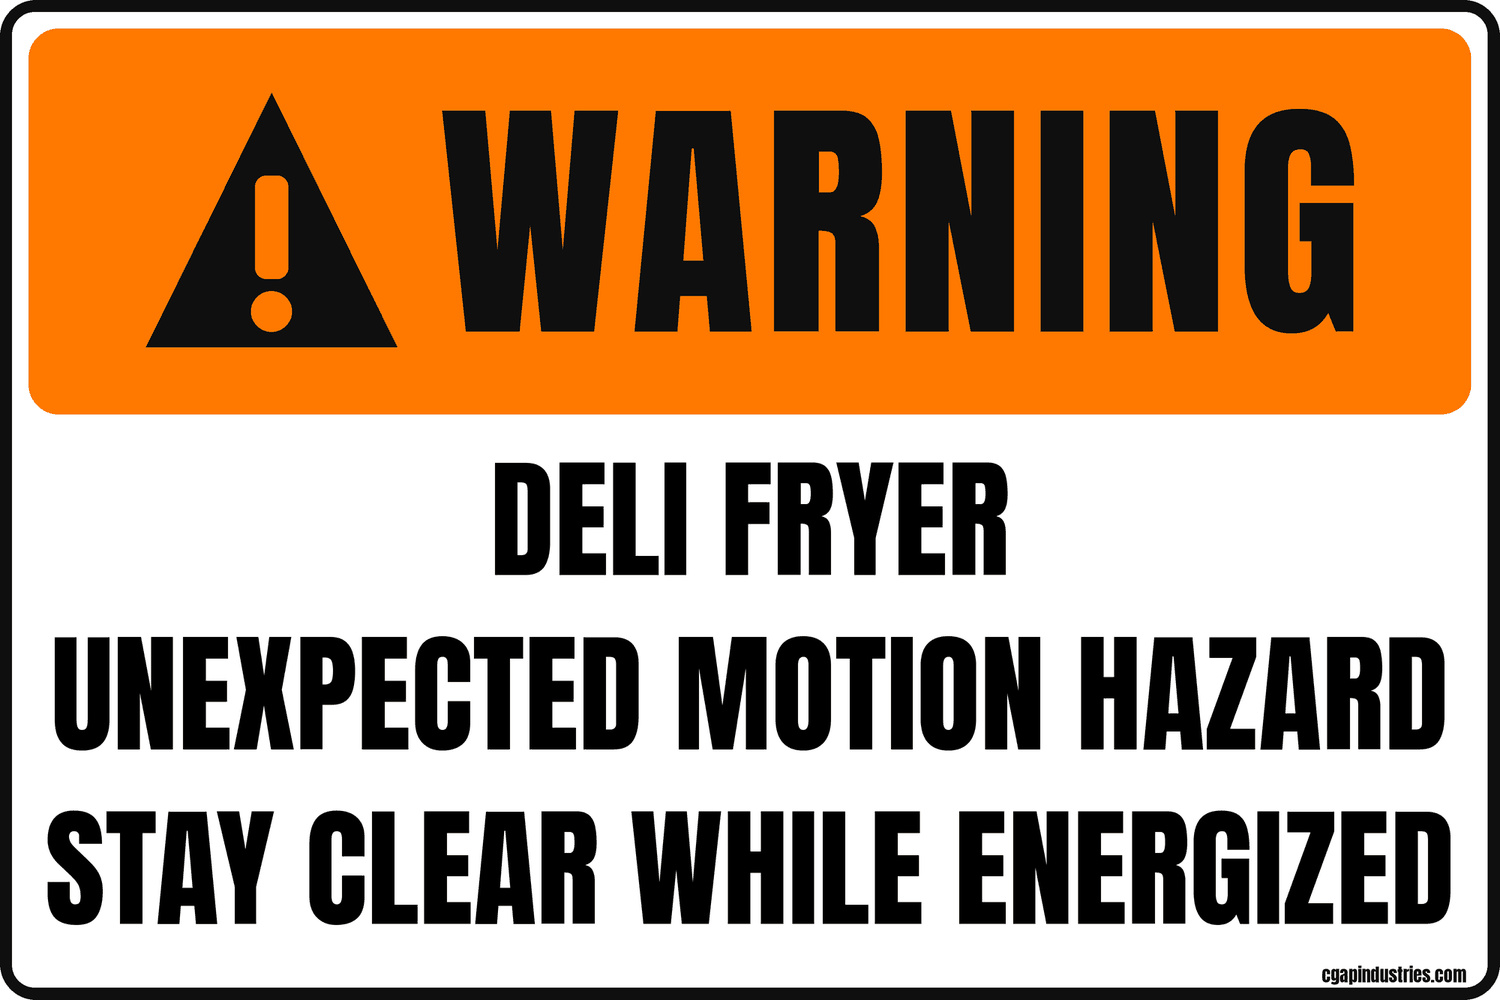 WARNING
DELI FRYER
UNEXPECTED MOTION HAZARD
STAY CLEAR WHILE ENERGIZED
cgapindustries.com